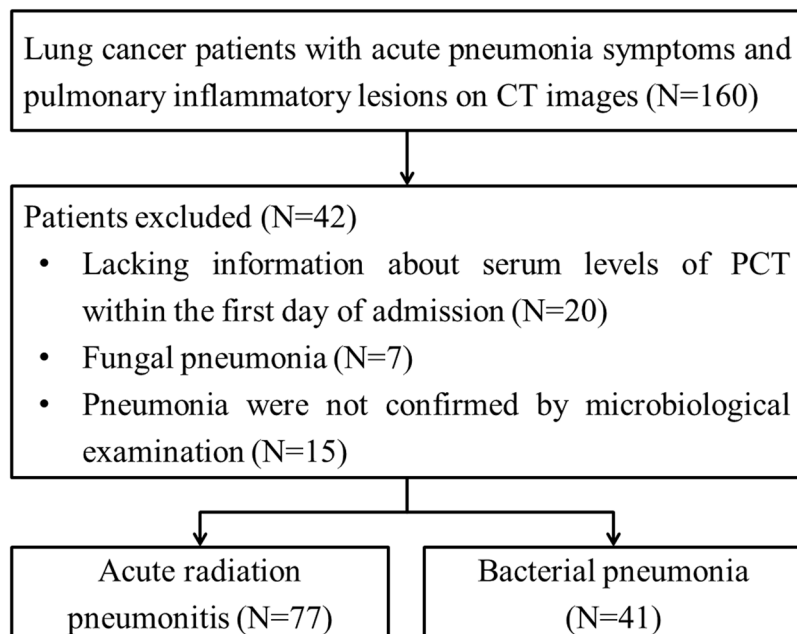 Lung cancer patients with acute pneumonia symptoms and
pulmonary inflammatory lesions on CT images (N=160)
Patients excluded (N=42)
• Lacking information about serum levels of PCT
within the first day of admission (N=20)
• Fungal pneumonia (N=7)
• Pneumonia were not confirmed by microbiological
examination (N=15)
Acute radiation
pneumonitis (N=77)
Bacterial pneumonia
(N=41)